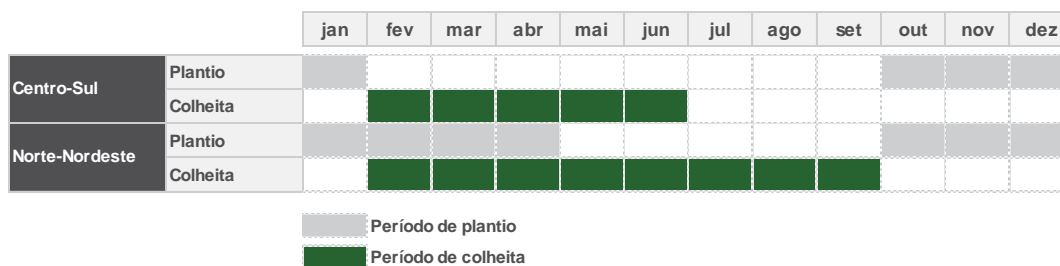 jan fev mar abr mai jun jul ago set out nov dez
Centro-Sul
Plantio
Colheita
Norte-Nordeste
Plantio
Colheita
Período de plantio
Período de colheita